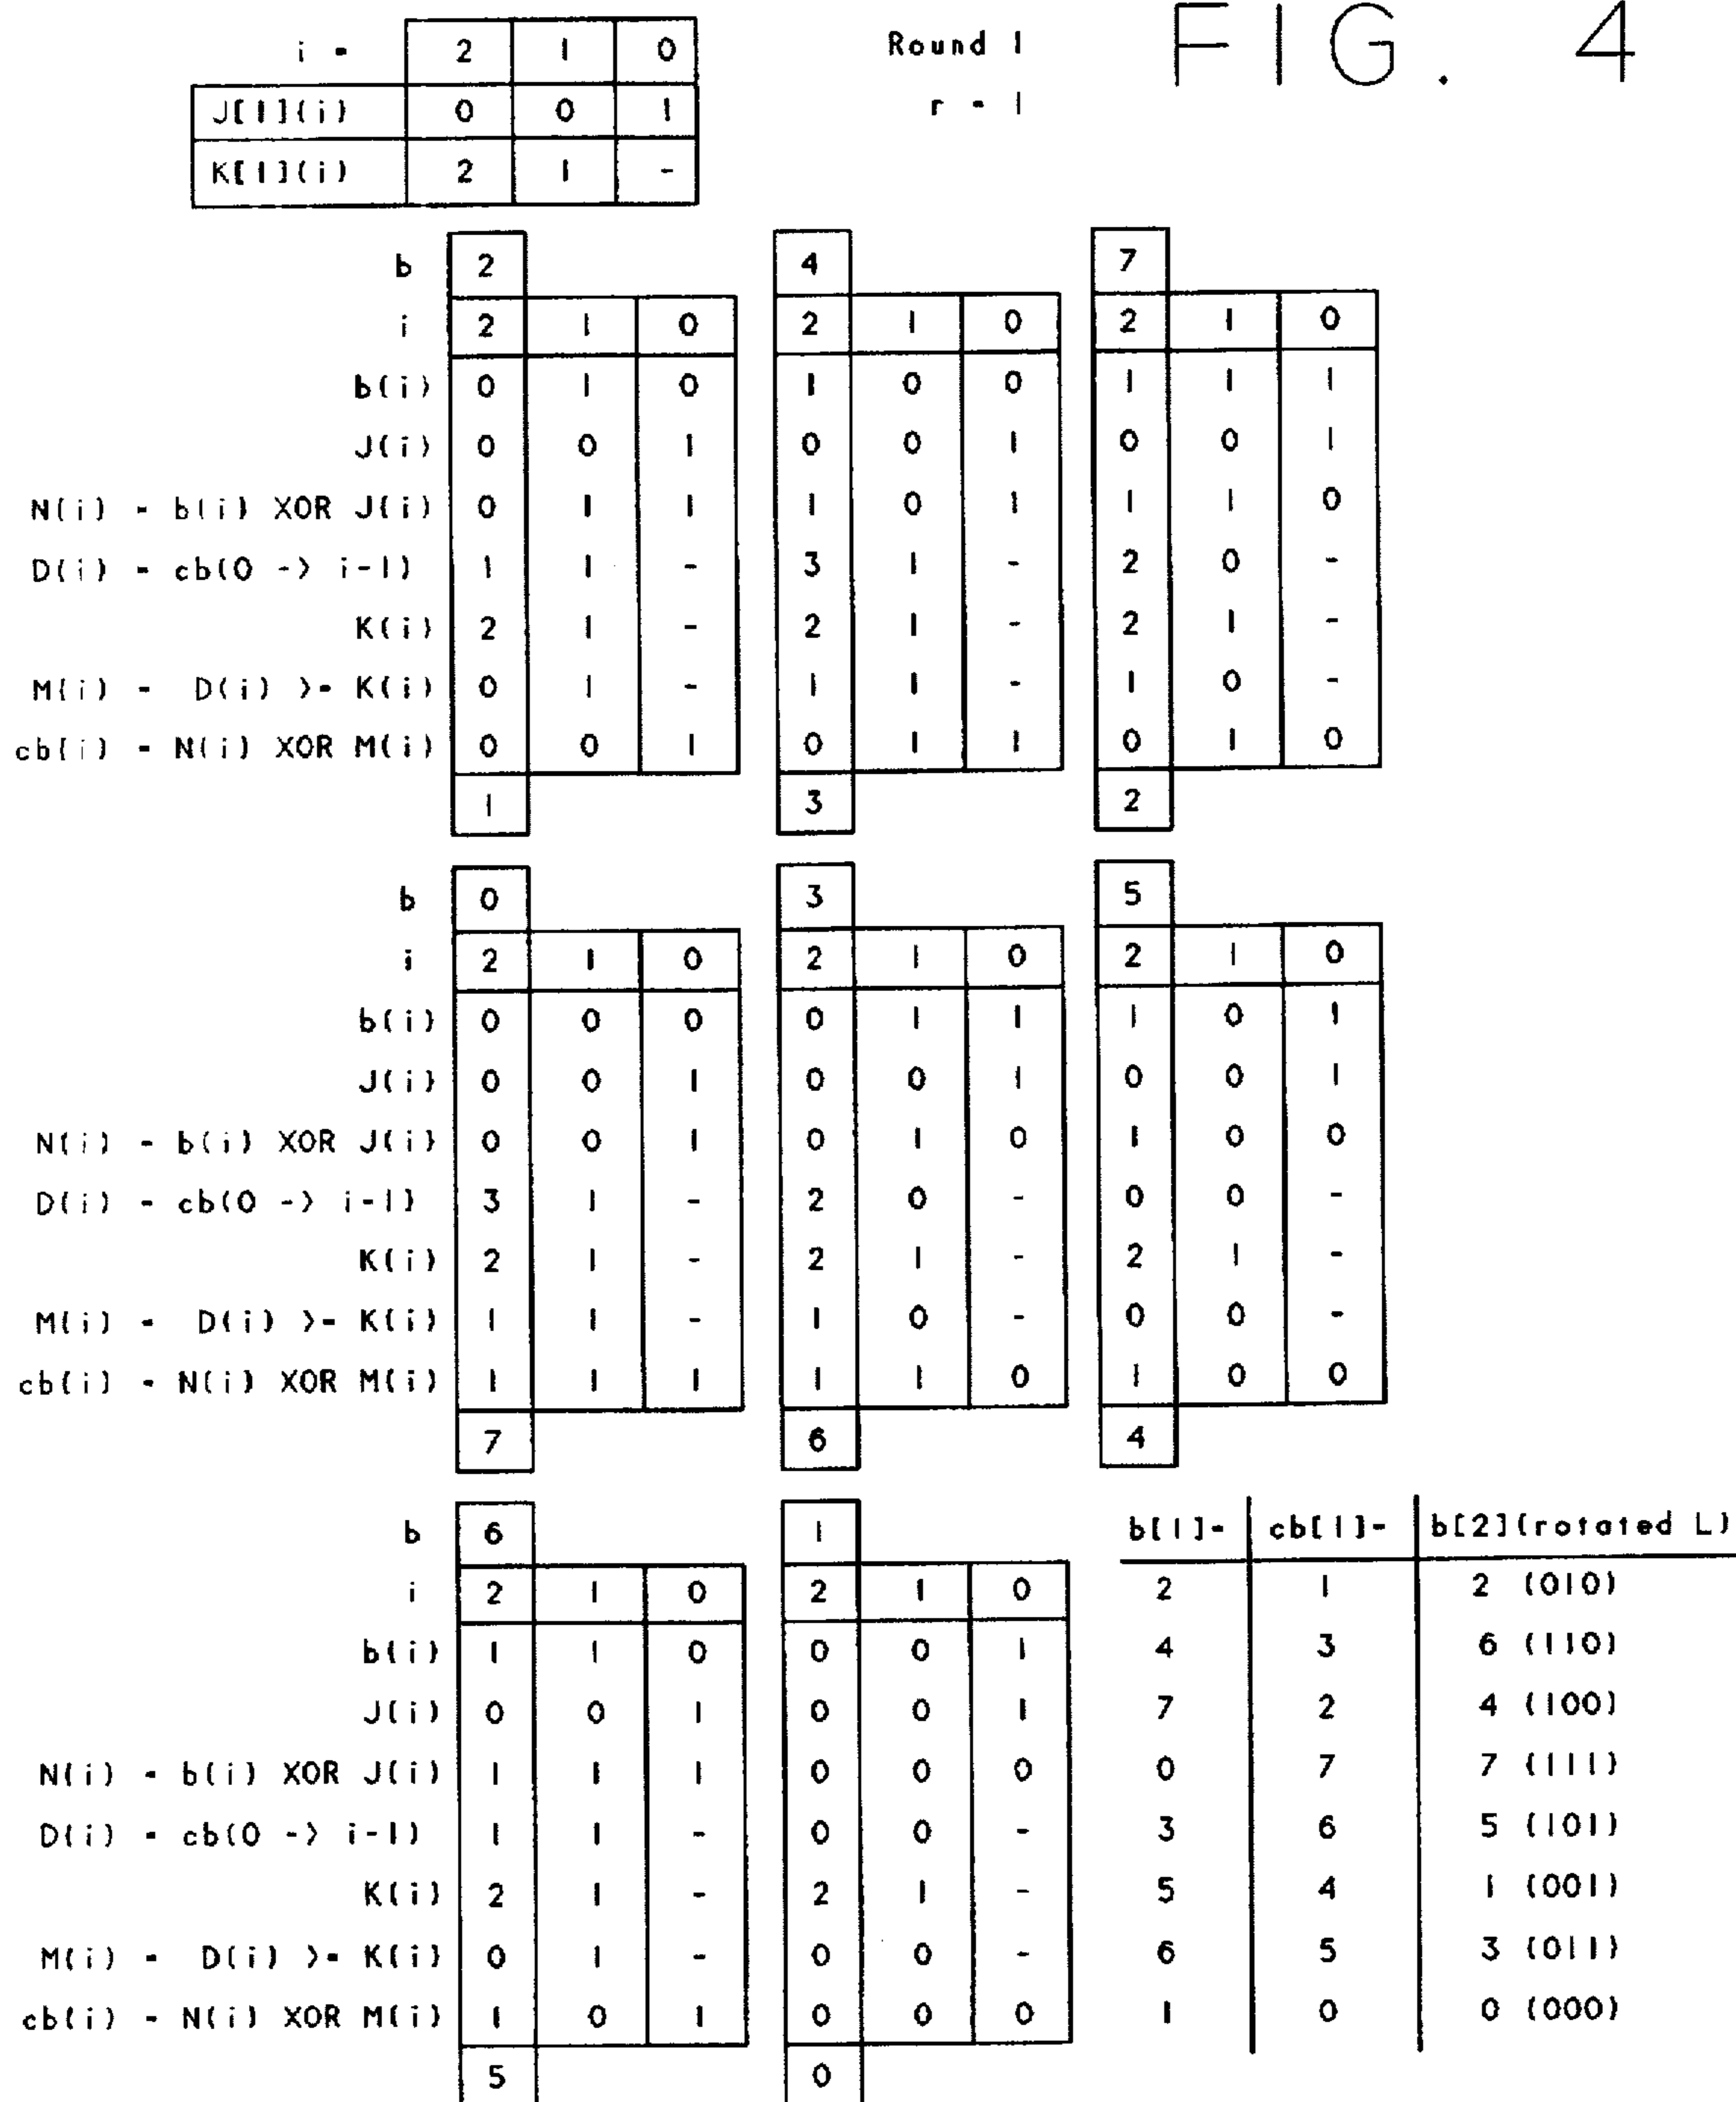 FIG. 4
Round 1
r = 1
i = 2 1 0
J[1](i) 0 0 1
K[1](i) 2 1 -
b 2 4 7
i 2 1 0 2 1 0 2 1 0
b(i) 0 1 0 1 0 0 1 1 1
J(i) 0 0 1 0 0 1 0 0 1
N(i) = b(i) XOR J(i) 0 1 1 1 0 1 1 1 0
D(i) = cb(0 -> i-1) 1 1 - 3 1 - 2 0 -
K(i) 2 1 - 2 1 - 2 1 -
M(i) = D(i) >= K(i) 0 1 - 1 1 - 1 0 -
cb(i) = N(i) XOR M(i) 0 0 1 0 1 1 0 1 0
1 3 2
b 0 3 5
i 2 1 0 2 1 0 2 1 0
b(i) 0 0 0 0 1 1 1 0 1
J(i) 0 0 1 0 0 1 0 0 1
N(i) = b(i) XOR J(i) 0 0 1 0 1 0 1 0 0
D(i) = cb(0 -> i-1) 3 1 - 2 0 - 0 0 -
K(i) 2 1 - 2 1 - 2 1 -
M(i) = D(i) >= K(i) 1 1 - 1 0 - 0 0 -
cb(i) = N(i) XOR M(i) 1 1 1 1 1 0 1 0 0
7 6 4
b 6 1
i 2 1 0 2 1 0
b(i) 1 1 0 0 0 1
J(i) 0 0 1 0 0 1
N(i) = b(i) XOR J(i) 1 1 1 0 0 0
D(i) = cb(0 -> i-1) 1 1 - 0 0 -
K(i) 2 1 - 2 1 -
M(i) = D(i) >= K(i) 0 1 - 0 0 -
cb(i) = N(i) XOR M(i) 1 0 1 0 0 0
5 0
b[1]= cb[1]= b[2](rotated L)
2 1 2 (010)
4 3 6 (110)
7 2 4 (100)
0 7 7 (111)
3 6 5 (101)
5 4 1 (001)
6 5 3 (011)
1 0 0 (000)